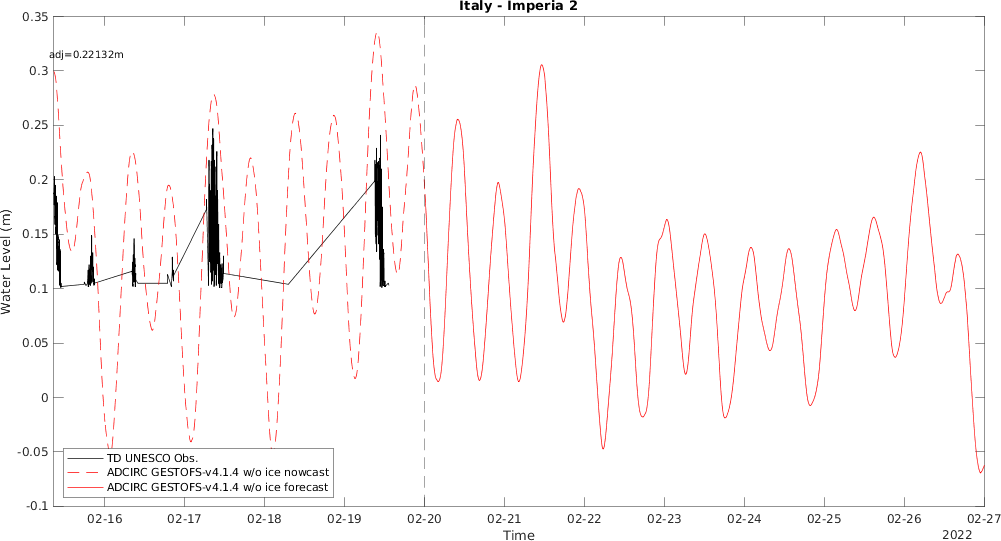 Italy - Imperia 2
adj=0.22132m
0.35
0.3
0.25
0.2
0.15
0.1
0.05
0
-0.05
-0.1
Water Level (m)
TD UNESCO Obs.
ADCIRC GESTOFS-v4.1.4 w/o ice nowcast
ADCIRC GESTOFS-v4.1.4 w/o ice forecast
02-16 02-17 02-18 02-19 02-20 02-21 02-22 02-23 02-24 02-25 02-26 02-27
Time
2022